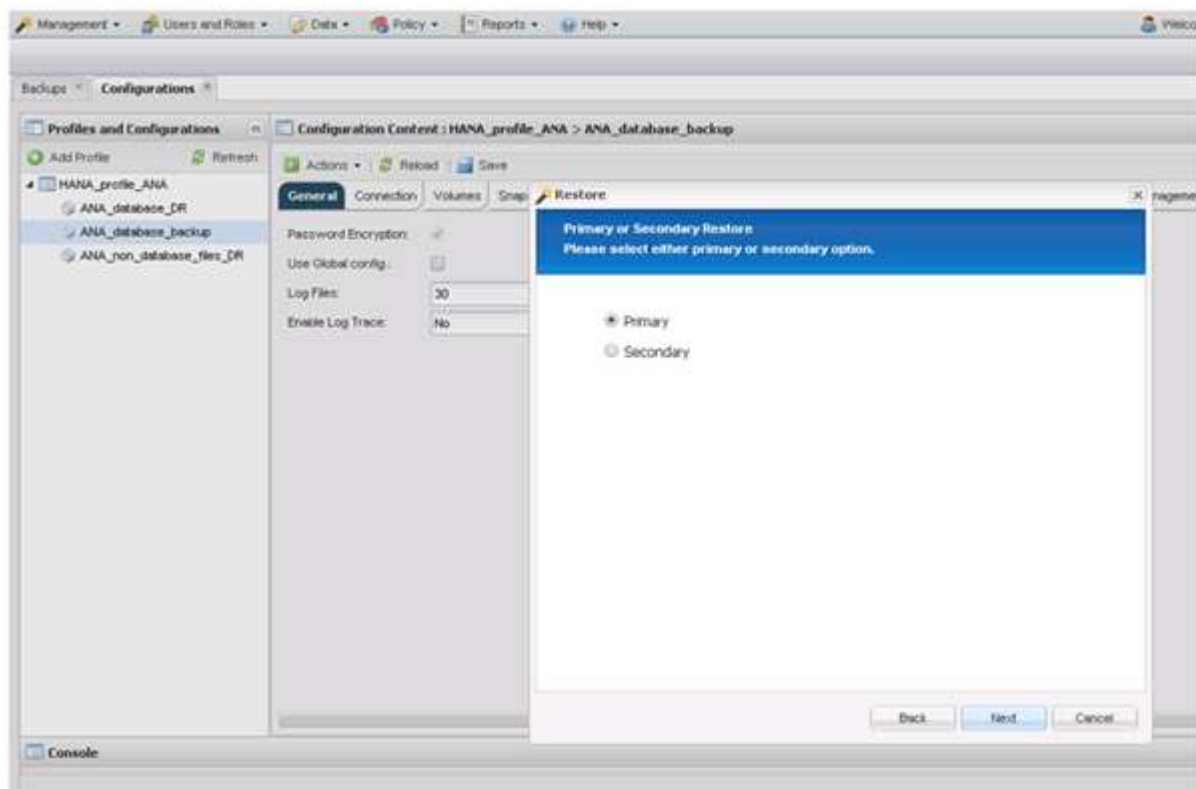 Management Users and Roles Data Policy Reports Help
Backups Configurations
Profiles and Configurations
Add Profile Refresh
HANA_profile_ANA
ANA_database_DR
ANA_database_backup
ANA_non_database_files_DR
Configuration Content : HANA_profile_ANA > ANA_database_backup
Actions Reload Save
General Connection Volumes Snap
Password Encryption:
Use Global config.:
Log Files: 30
Enable Log Trace: No
Restore
Primary or Secondary Restore
Please select either primary or secondary option.
Primary
Secondary
Back Next Cancel
Console